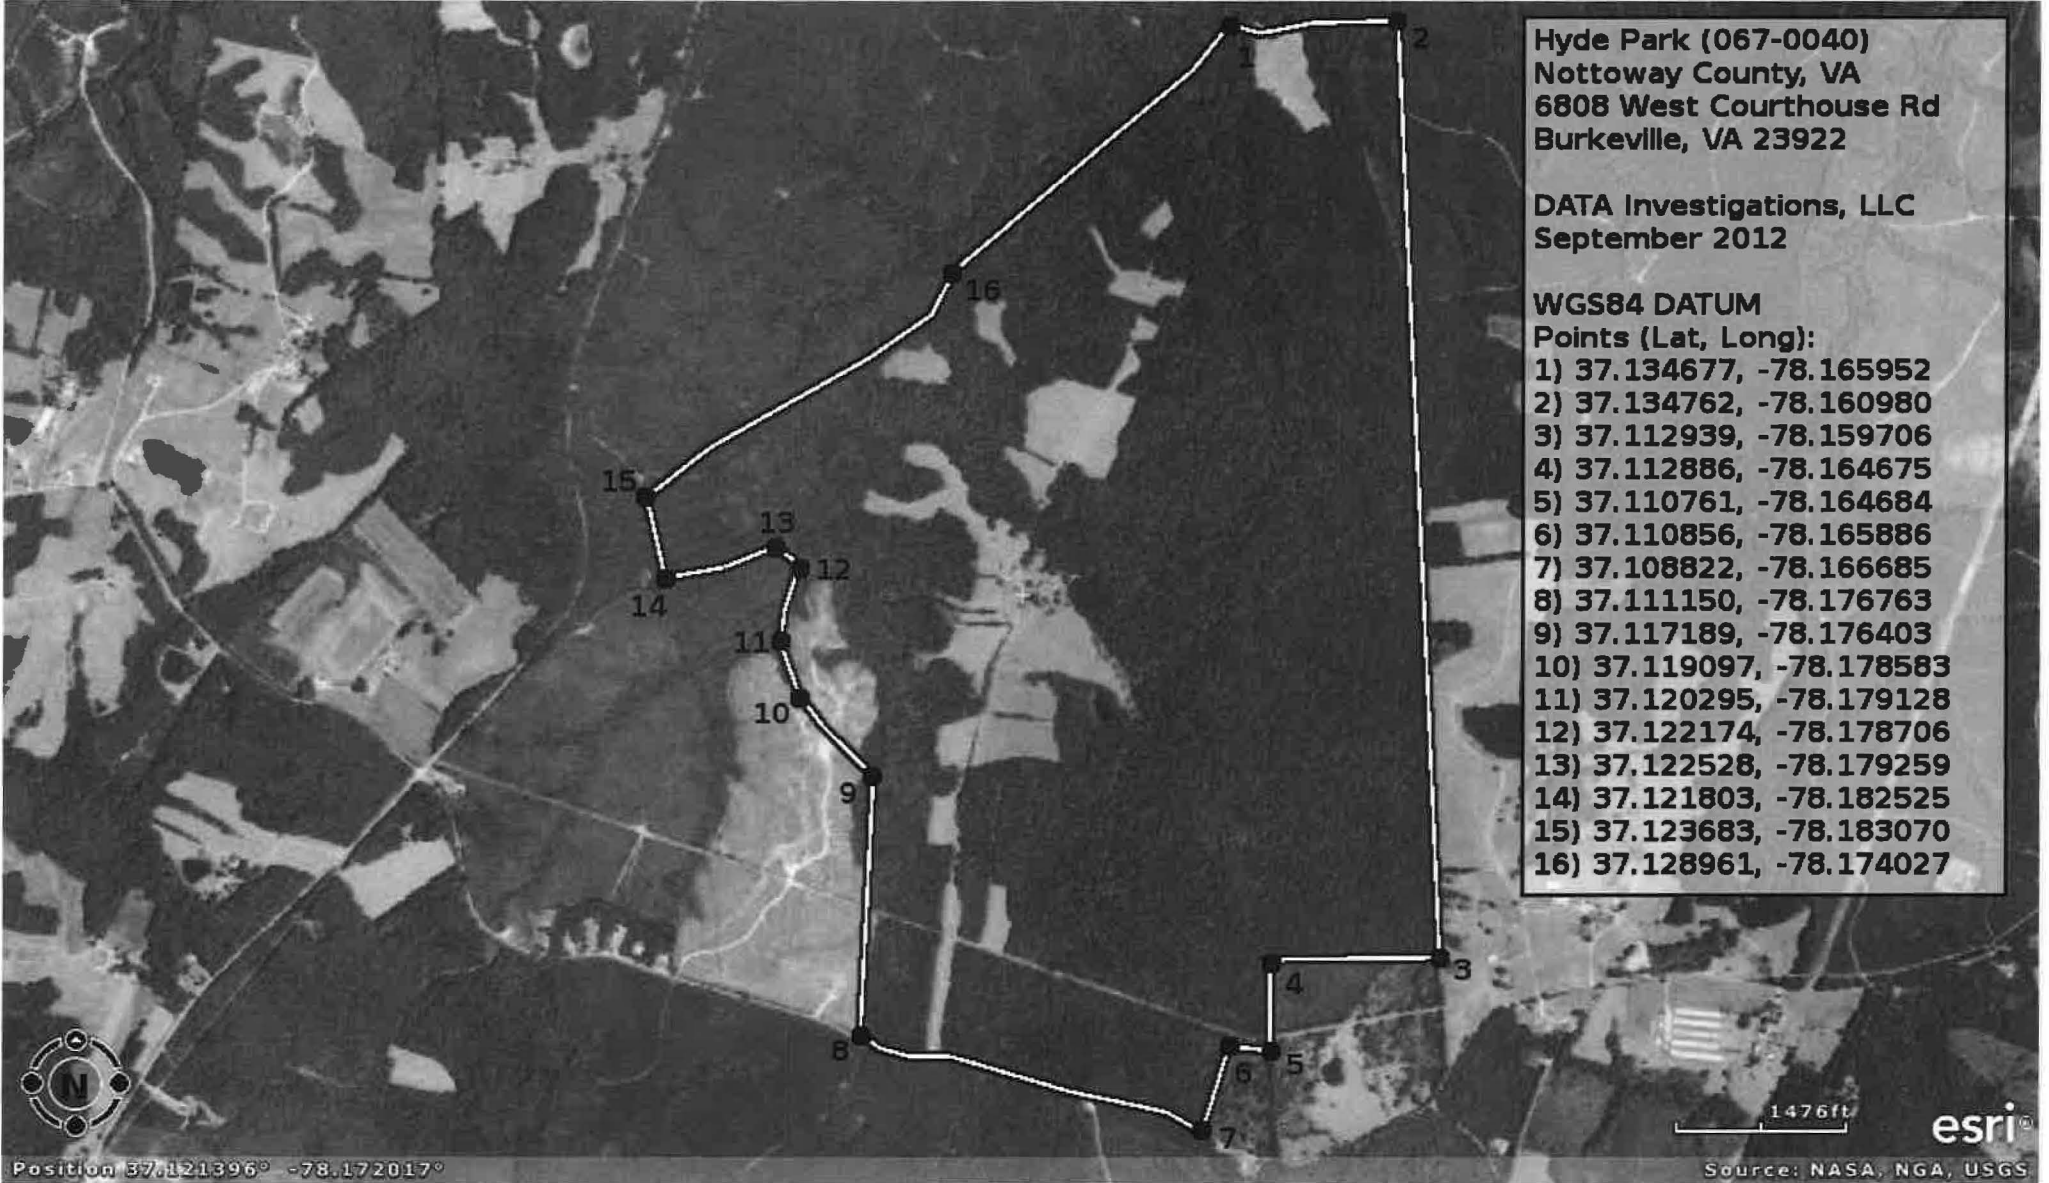 Hyde Park (067-0040)
Nottoway County, VA
6808 West Courthouse Rd
Burkeville, VA 23922
DATA Investigations, LLC
September 2012
WGS84 DATUM
Points (Lat, Long):
1) 37.134677, -78.165952
2) 37.134762, -78.160980
3) 37.112939, -78.159706
4) 37.112886, -78.164675
5) 37.110761, -78.164684
6) 37.110856, -78.165886
7) 37.108822, -78.166685
8) 37.111150, -78.176763
9) 37.117189, -78.176403
10) 37.119097, -78.178583
11) 37.120295, -78.179128
12) 37.122174, -78.178706
13) 37.122528, -78.179259
14) 37.121803, -78.182525
15) 37.123683, -78.183070
16) 37.128961, -78.174027
1
2
16
15
13
12
14
11
10
9
3
4
8
6
5
7
N
1476ft
esri®
Position 37.121396° -78.172017°
Source: NASA, NGA, USGS